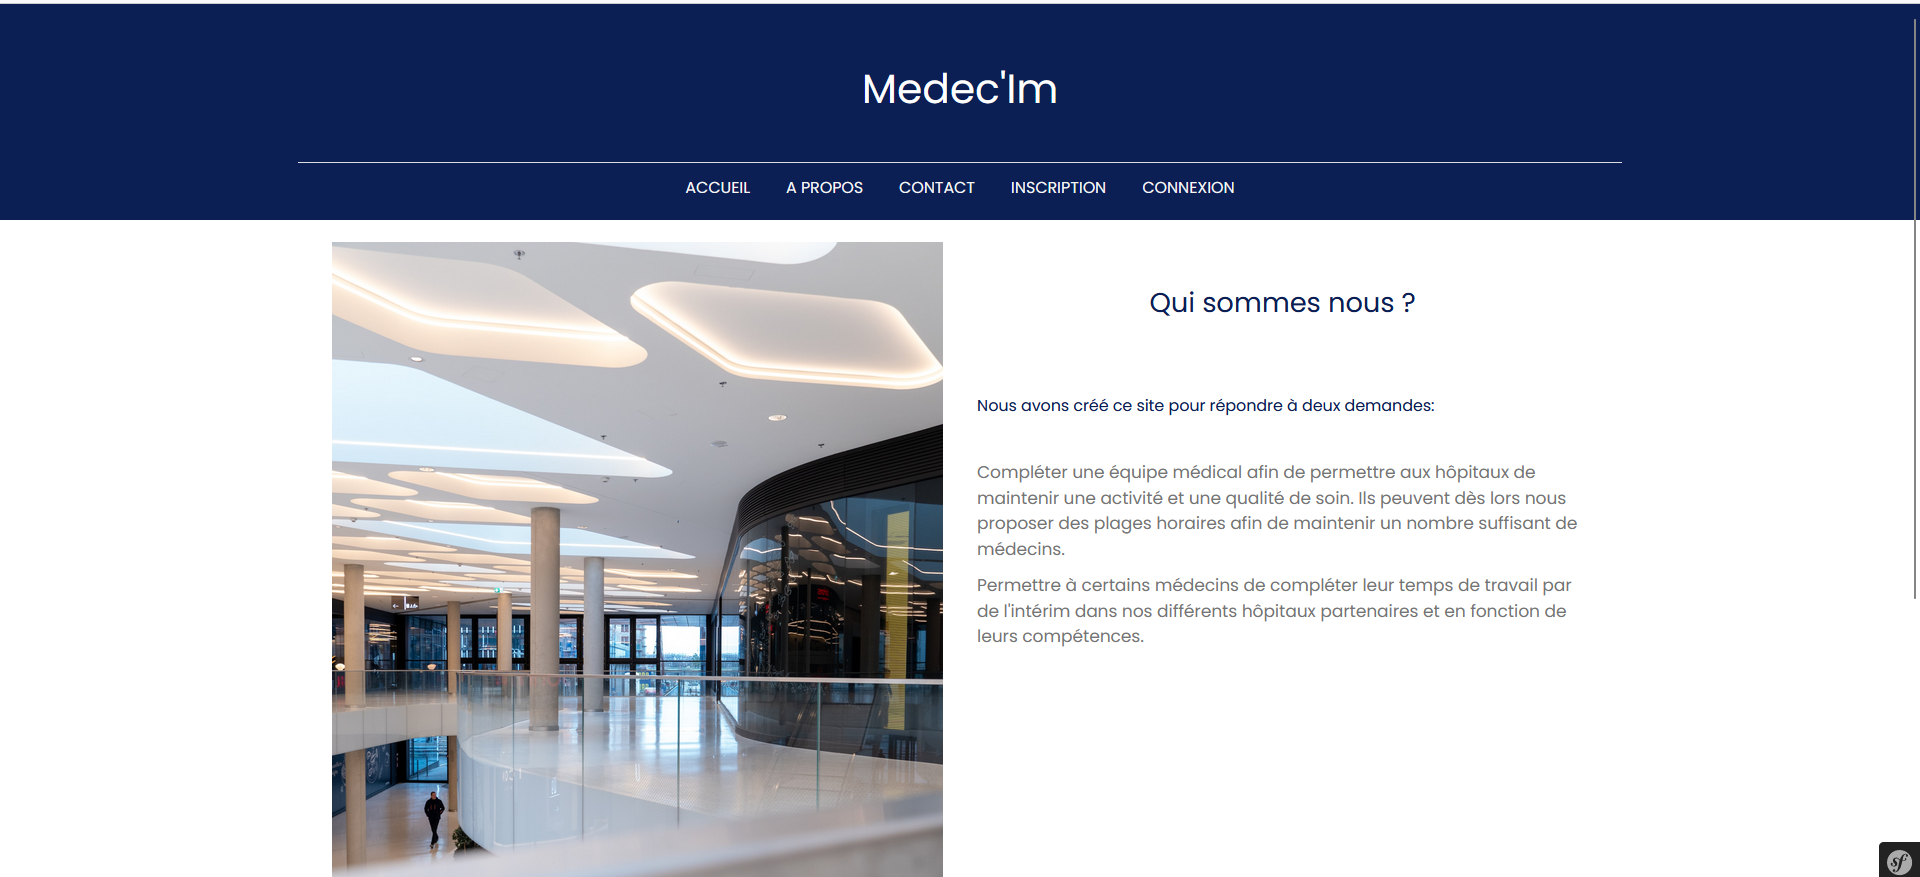 Medec'Im
ACCUEIL A PROPOS CONTACT INSCRIPTION CONNEXION
Qui sommes nous ?
Nous avons créé ce site pour répondre à deux demandes:
Compléter une équipe médical afin de permettre aux hôpitaux de
maintenir une activité et une qualité de soin. Ils peuvent dès lors nous
proposer des plages horaires afin de maintenir un nombre suffisant de
médecins.
Permettre à certains médecins de compléter leur temps de travail par
de l'intérim dans nos différents hôpitaux partenaires et en fonction de
leurs compétences.
sf